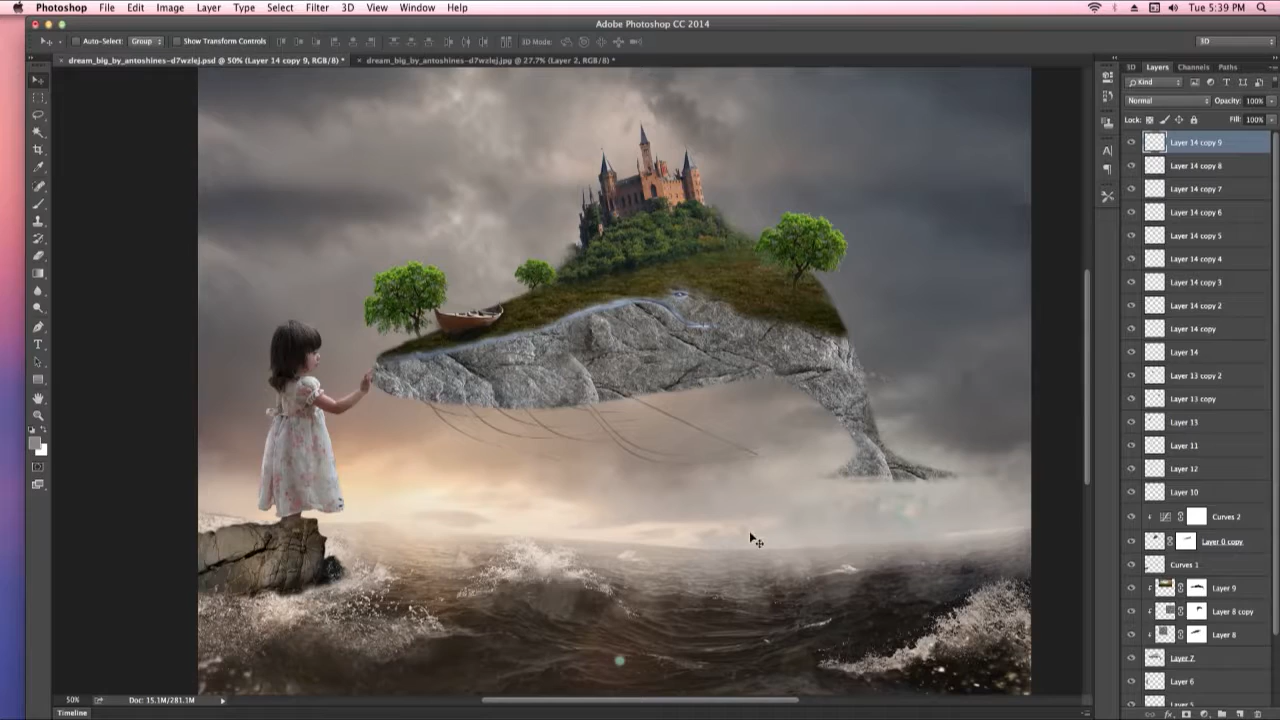 Photoshop File Edit Image Layer Type Select Filter 3D View Window Help Tue 5:39 PM
Adobe Photoshop CC 2014
Auto-Select: Group Show Transform Controls 3D Mode: 3D
× dream_big_by_antoshines-d7wzlej.psd @ 50% (Layer 14 copy 9, RGB/8) * × dream_big_by_antoshines-d7wzlej.jpg @ 27.7% (Layer 2, RGB/8) *
3D Layers Channels Paths
Kind
Normal Opacity: 100%
Lock: Fill: 100%
Layer 14 copy 9
Layer 14 copy 8
Layer 14 copy 7
Layer 14 copy 6
Layer 14 copy 5
Layer 14 copy 4
Layer 14 copy 3
Layer 14 copy 2
Layer 14 copy
Layer 14
Layer 13 copy 2
Layer 13 copy
Layer 13
Layer 11
Layer 12
Layer 10
Curves 2
Layer 0 copy
Curves 1
Layer 9
Layer 8 copy
Layer 8
Layer 7
Layer 6
Layer 5
50% Doc: 15.1M/281.1M
Timeline